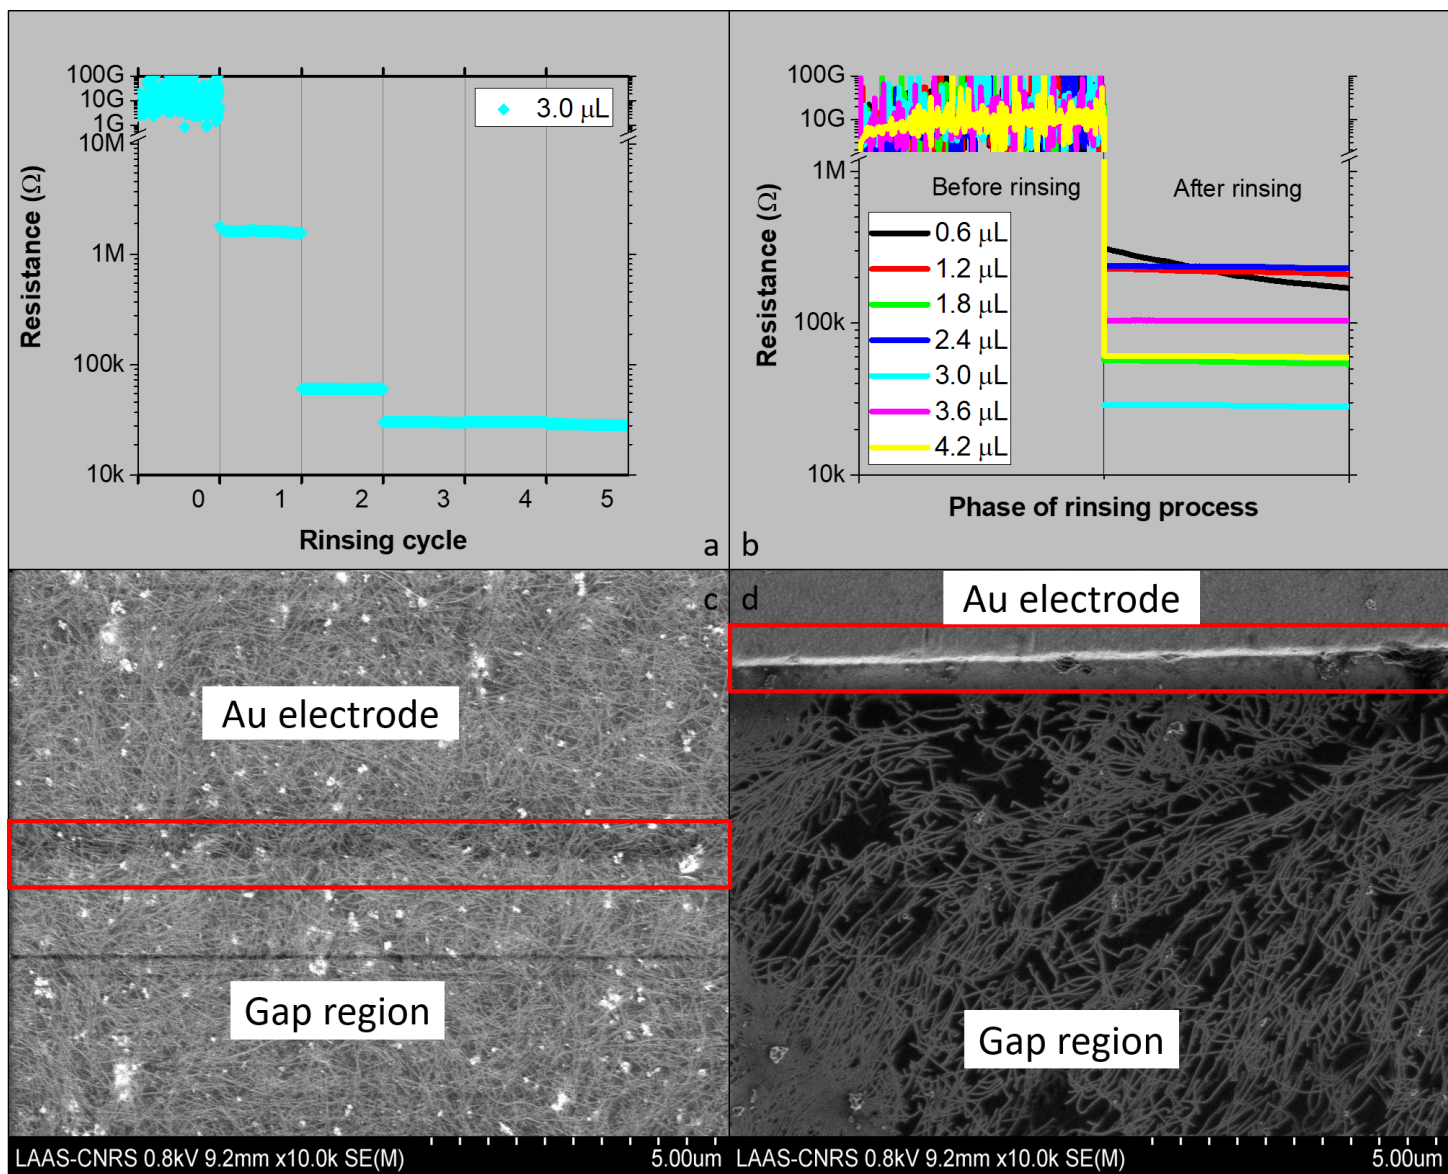 100G
10G
1G
10M
1M
100k
10k
Resistance (Ω)
3.0 μL
0 1 2 3 4 5
Rinsing cycle
a
100G
10G
1M
100k
10k
Resistance (Ω)
Before rinsing
After rinsing
0.6 μL
1.2 μL
1.8 μL
2.4 μL
3.0 μL
3.6 μL
4.2 μL
Phase of rinsing process
b
c
Au electrode
Gap region
LAAS-CNRS 0.8kV 9.2mm x10.0k SE(M) 5.00um
d
Au electrode
Gap region
LAAS-CNRS 0.8kV 9.2mm x10.0k SE(M) 5.00um